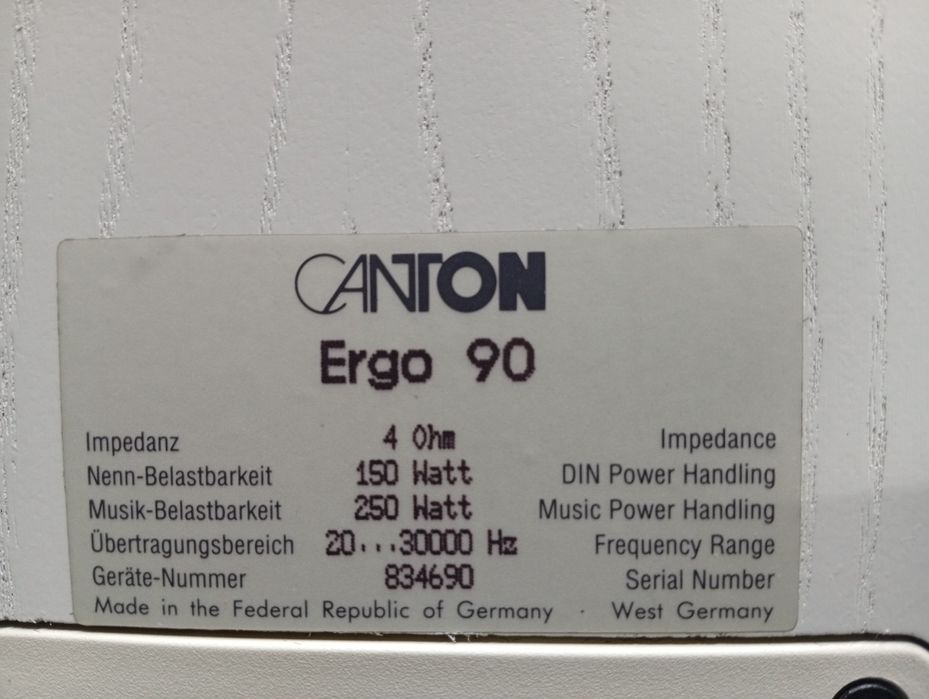 CANTON
Ergo 90
Impedanz 4 Ohm Impedance
Nenn-Belastbarkeit 150 Watt DIN Power Handling
Musik-Belastbarkeit 250 Watt Music Power Handling
Übertragungsbereich 20...30000 Hz Frequency Range
Geräte-Nummer 834690 Serial Number
Made in the Federal Republic of Germany · West Germany